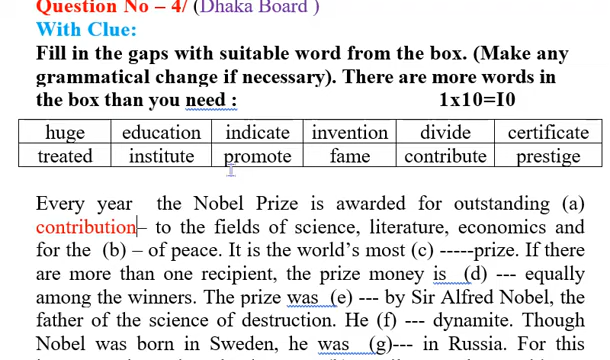 Question No – 4/ (Dhaka Board )
With Clue:
Fill in the gaps with suitable word from the box. (Make any
grammatical change if necessary). There are more words in
the box than you need : 1x10=I0
huge education indicate invention divide certificate
treated institute promote fame contribute prestige
Every year the Nobel Prize is awarded for outstanding (a)
contribution– to the fields of science, literature, economics and
for the (b) – of peace. It is the world’s most (c) -----prize. If there
are more than one recipient, the prize money is (d) --- equally
among the winners. The prize was (e) --- by Sir Alfred Nobel, the
father of the science of destruction. He (f) --- dynamite. Though
Nobel was born in Sweden, he was (g)--- in Russia. For this